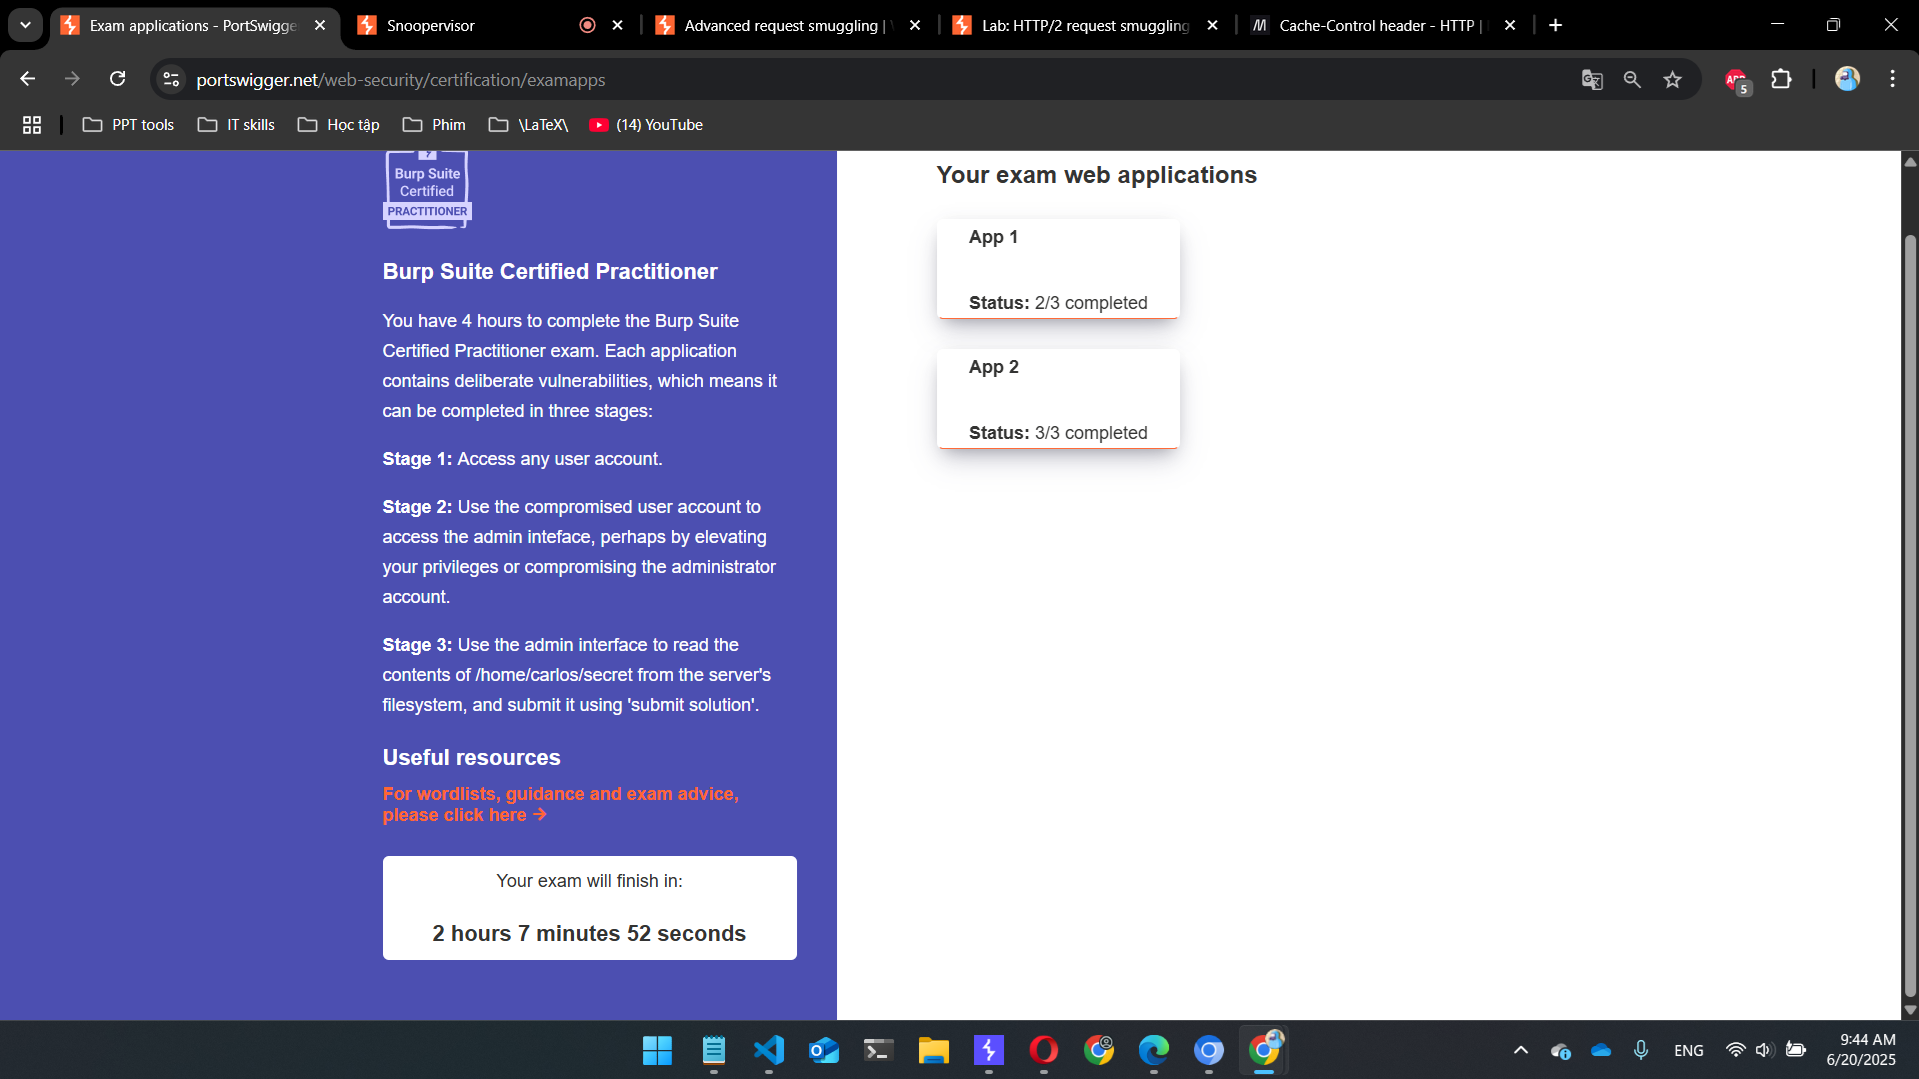 Exam applications - PortSwigge
Snoopervisor
Advanced request smuggling |
Lab: HTTP/2 request smuggling
Cache-Control header - HTTP |
portswigger.net/web-security/certification/examapps
5
PPT tools
IT skills
Học tập
Phim
\LaTeX\
(14) YouTube
Burp Suite
Certified
PRACTITIONER
Burp Suite Certified Practitioner
You have 4 hours to complete the Burp Suite
Certified Practitioner exam. Each application
contains deliberate vulnerabilities, which means it
can be completed in three stages:
Stage 1: Access any user account.
Stage 2: Use the compromised user account to
access the admin inteface, perhaps by elevating
your privileges or compromising the administrator
account.
Stage 3: Use the admin interface to read the
contents of /home/carlos/secret from the server's
filesystem, and submit it using 'submit solution'.
Useful resources
For wordlists, guidance and exam advice,
please click here →
Your exam will finish in:
2 hours 7 minutes 52 seconds
Your exam web applications
App 1
Status: 2/3 completed
App 2
Status: 3/3 completed
ENG
9:44 AM
6/20/2025